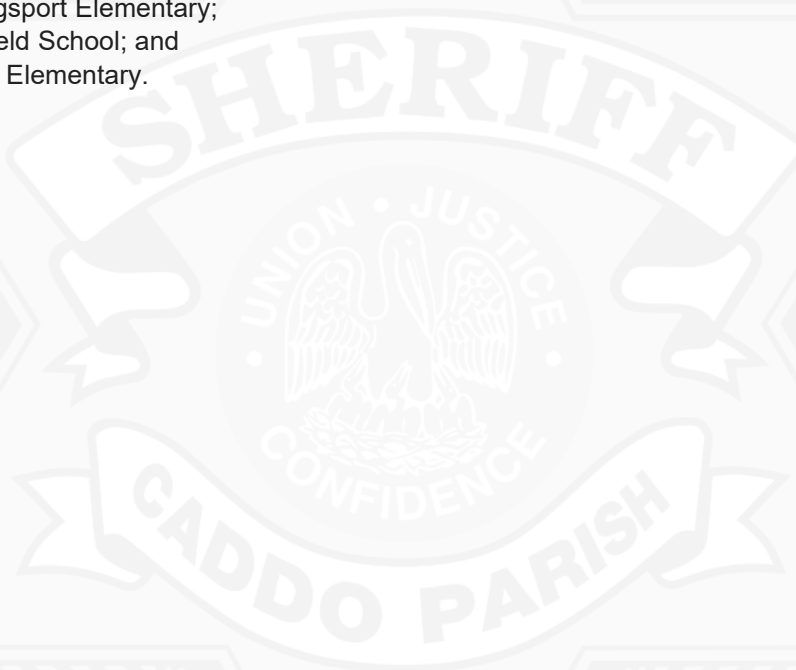 gsport Elementary;
eld School; and
Elementary.
SHERIFF
UNION • JUSTICE
CONFIDENCE
CADDO PARISH